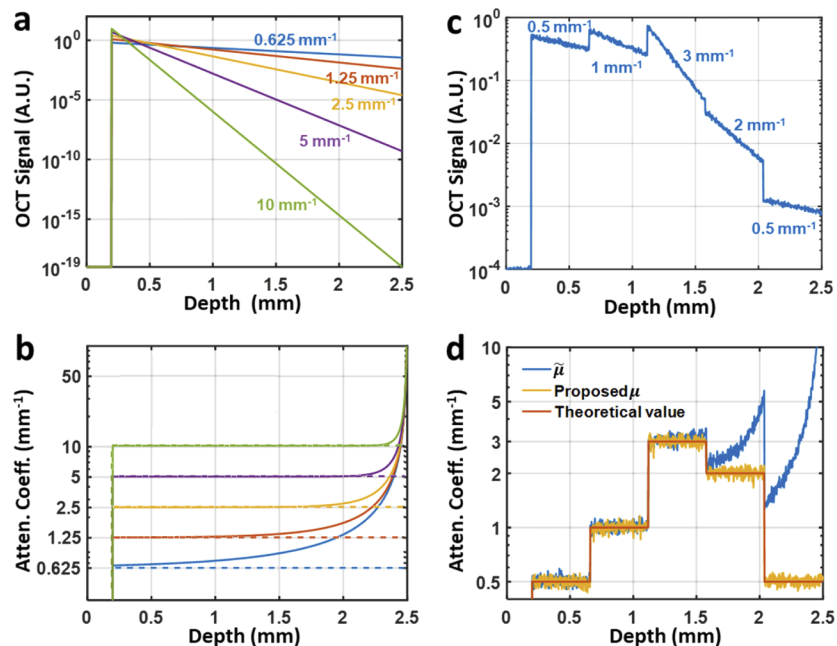 a
OCT Signal (A.U.)
10⁰
10⁻⁵
10⁻¹⁰
10⁻¹⁵
10⁻¹⁹
0.625 mm⁻¹
1.25 mm⁻¹
2.5 mm⁻¹
5 mm⁻¹
10 mm⁻¹
0 0.5 1 1.5 2 2.5
Depth (mm)
c
OCT Signal (A.U.)
10⁰
10⁻¹
10⁻²
10⁻³
10⁻⁴
0.5 mm⁻¹
1 mm⁻¹
3 mm⁻¹
2 mm⁻¹
0.5 mm⁻¹
0 0.5 1 1.5 2 2.5
Depth (mm)
b
Atten. Coeff. (mm⁻¹)
50
10
5
2.5
1.25
0.625
0 0.5 1 1.5 2 2.5
Depth (mm)
d
Atten. Coeff. (mm⁻¹)
10
5
3
2
1
0.5
μ̃
Proposed μ
Theoretical value
0 0.5 1 1.5 2 2.5
Depth (mm)